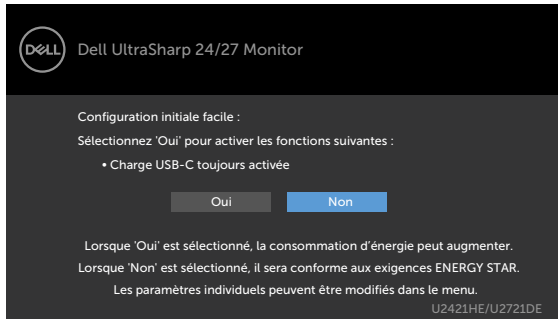 DELL
Dell UltraSharp 24/27 Monitor
Configuration initiale facile :
Sélectionnez 'Oui' pour activer les fonctions suivantes :
• Charge USB-C toujours activée
Oui Non
Lorsque 'Oui' est sélectionné, la consommation d'énergie peut augmenter.
Lorsque 'Non' est sélectionné, il sera conforme aux exigences ENERGY STAR.
Les paramètres individuels peuvent être modifiés dans le menu.
U2421HE/U2721DE